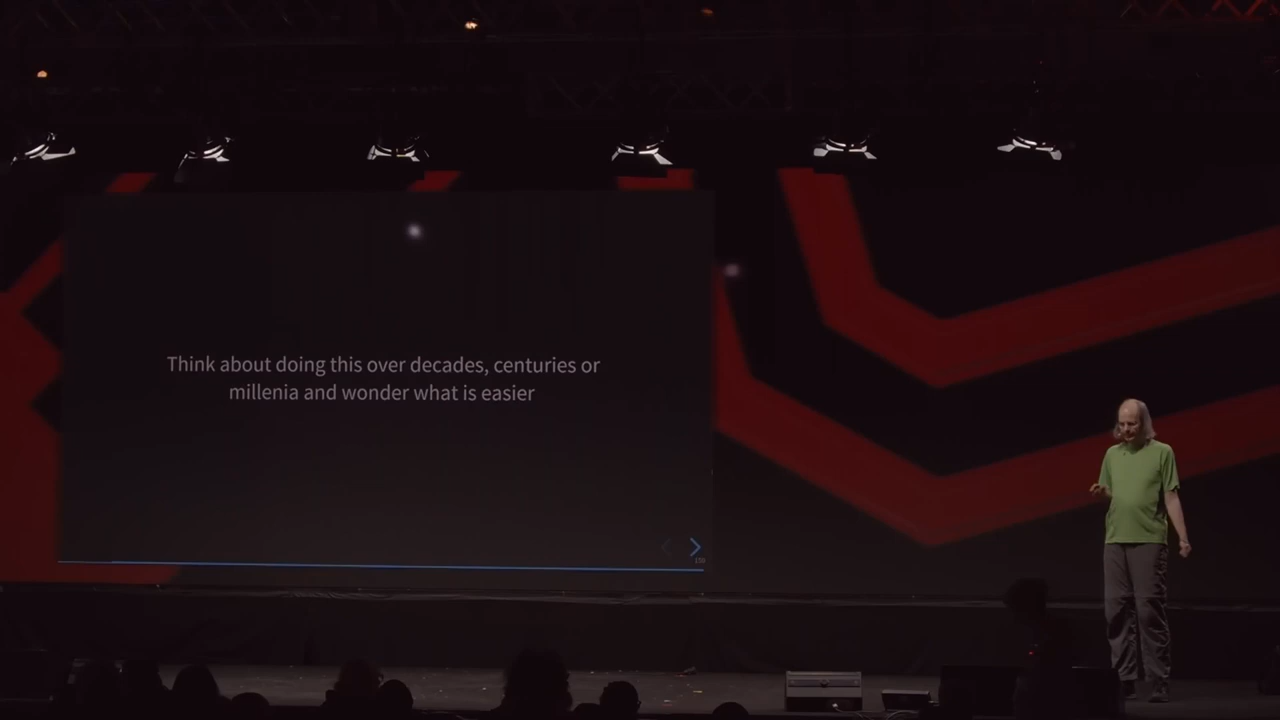 Think about doing this over decades, centuries or
millenia and wonder what is easier